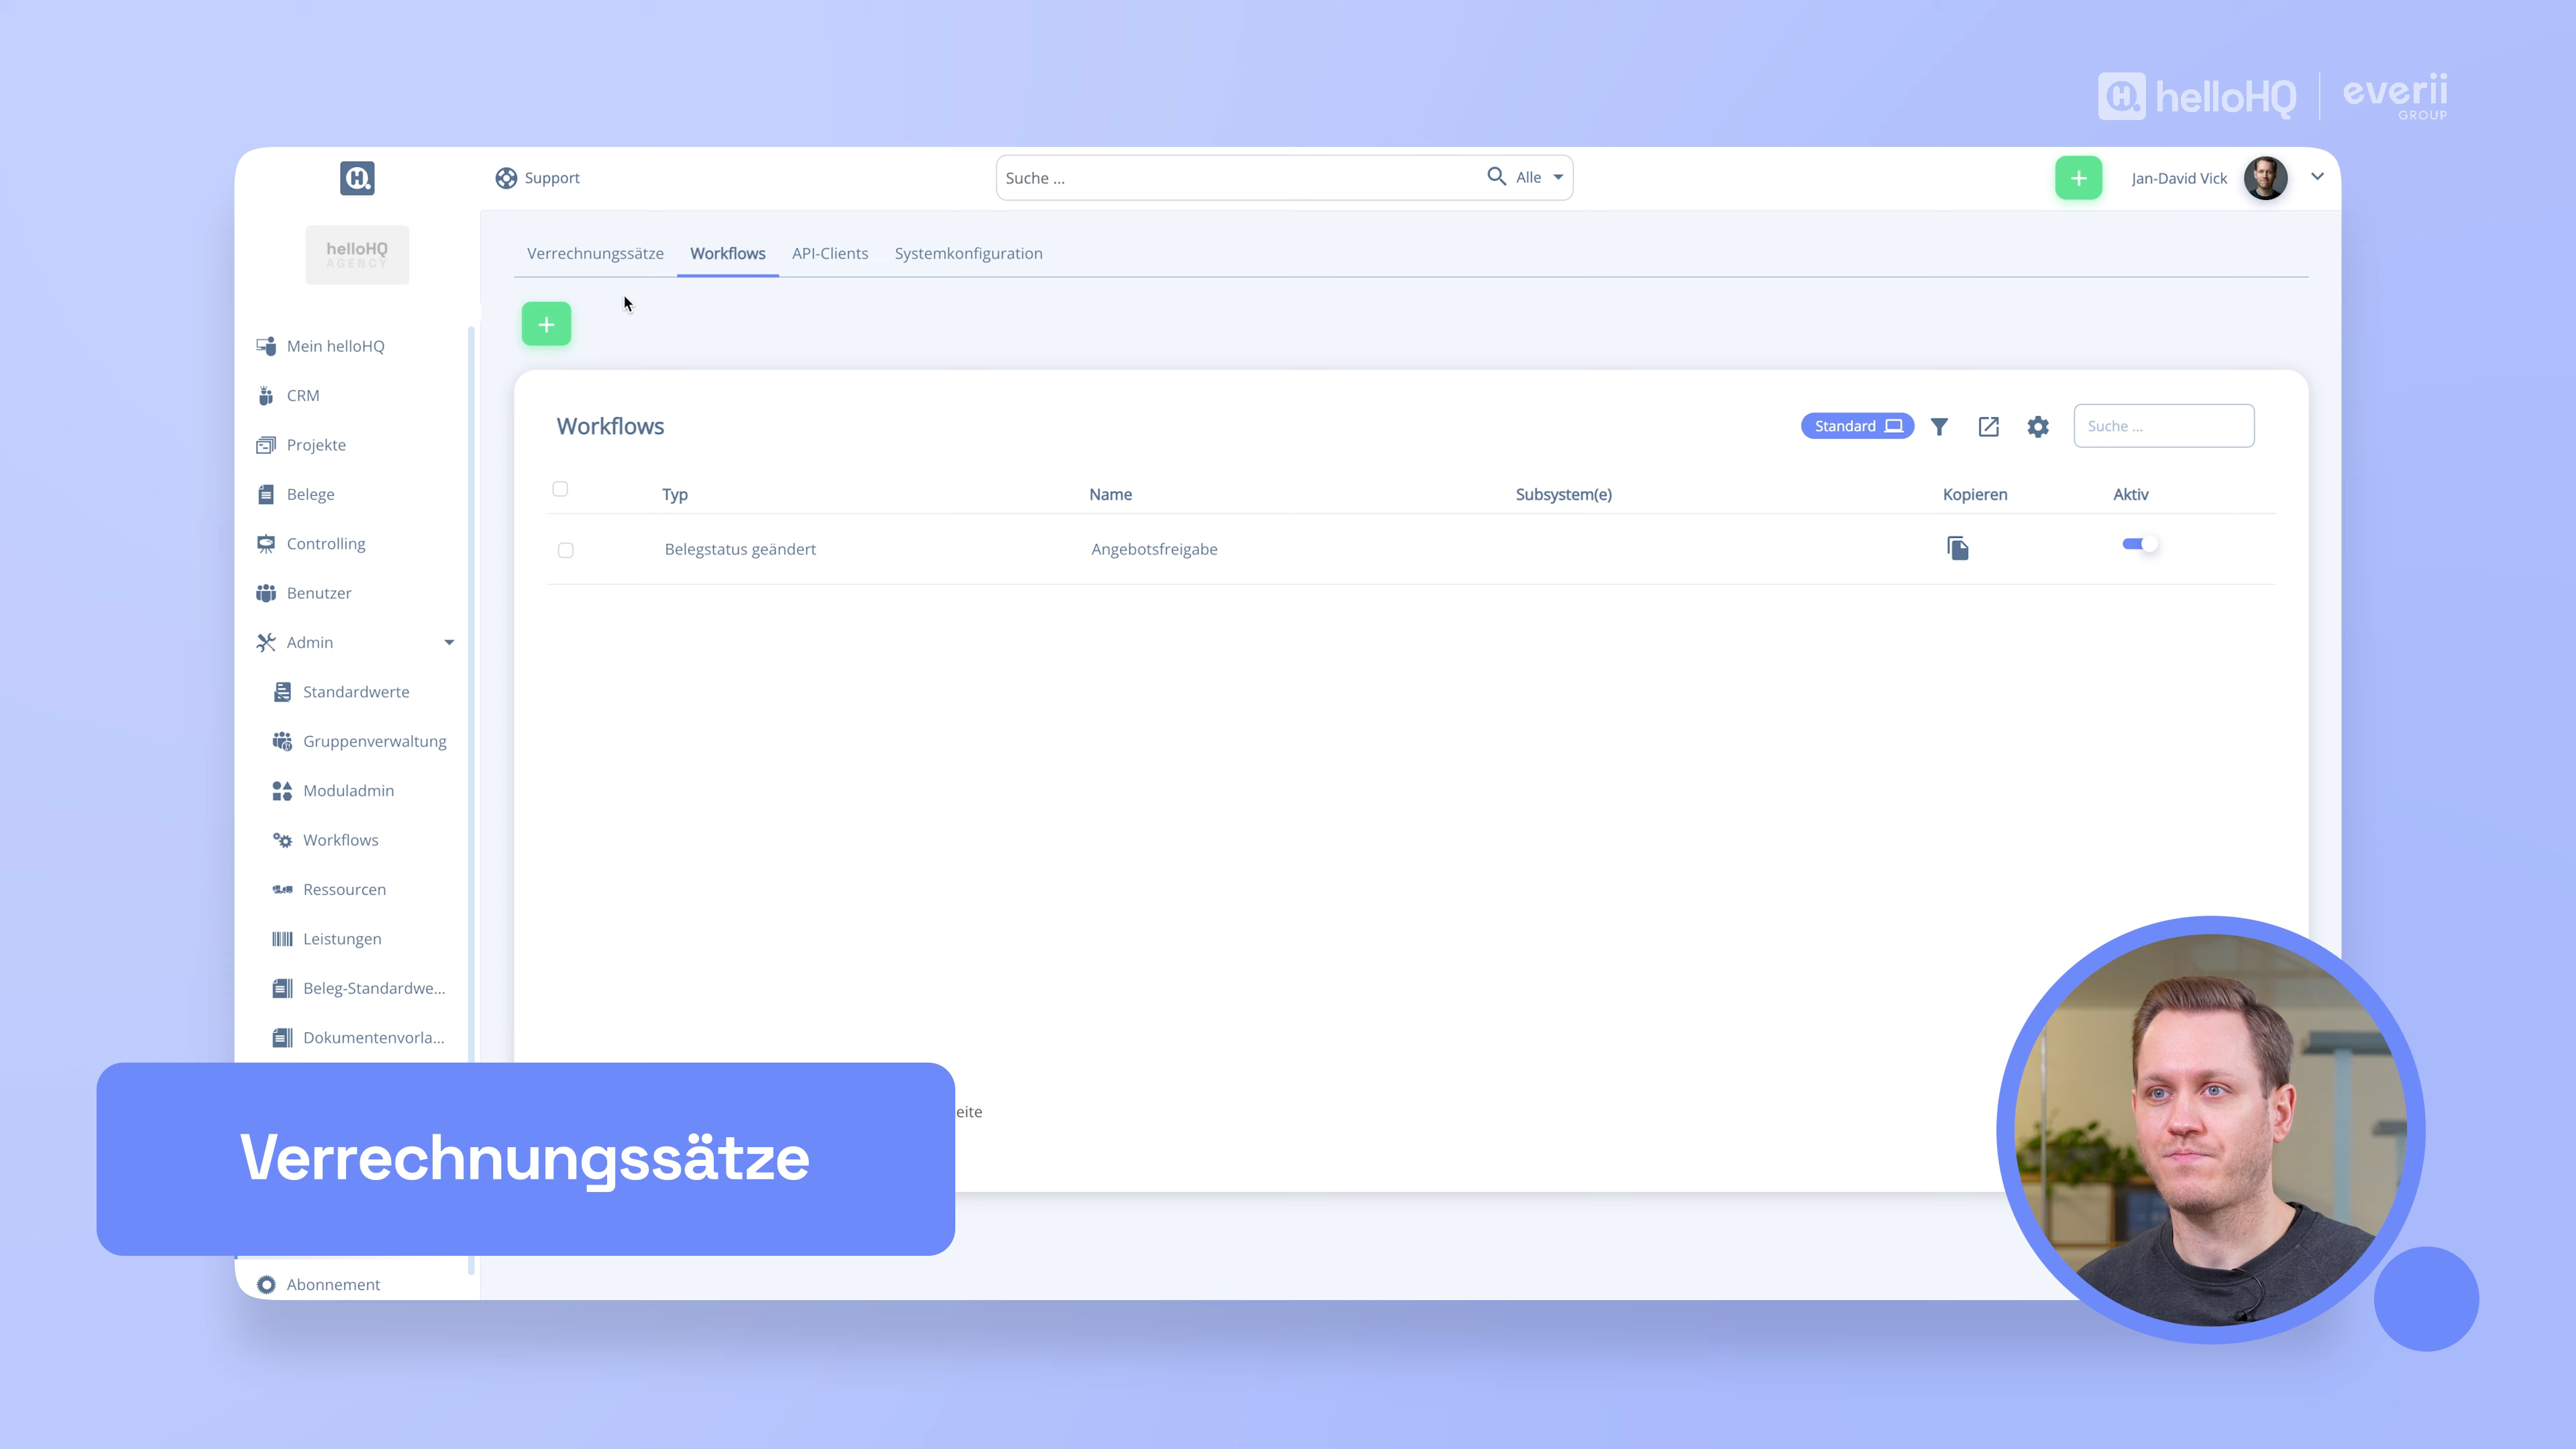 helloHQ
everii
GROUP
Support
Suche ...
Alle
Jan-David Vick
helloHQ
AGENCY
Verrechnungssätze
Workflows
API-Clients
Systemkonfiguration
Mein helloHQ
CRM
Projekte
Belege
Controlling
Benutzer
Admin
Standardwerte
Gruppenverwaltung
Moduladmin
Workflows
Ressourcen
Leistungen
Beleg-Standardwe...
Dokumentenvorla...
Abonnement
Workflows
Standard
Suche ...
Typ
Name
Subsystem(e)
Kopieren
Aktiv
Belegstatus geändert
Angebotsfreigabe
eite
Verrechnungssätze